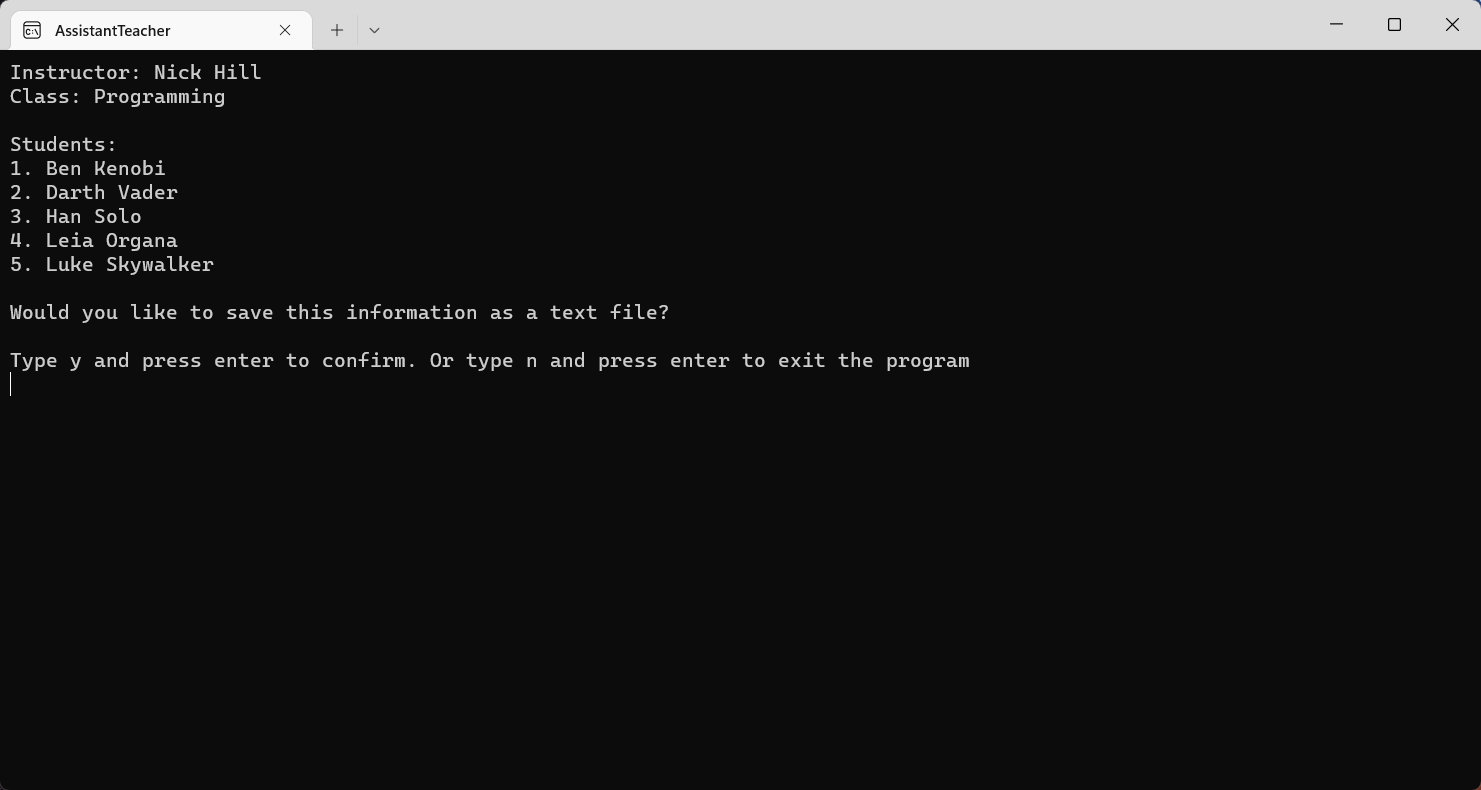 AssistantTeacher
Instructor: Nick Hill
Class: Programming
Students:
1. Ben Kenobi
2. Darth Vader
3. Han Solo
4. Leia Organa
5. Luke Skywalker
Would you like to save this information as a text file?
Type y and press enter to confirm. Or type n and press enter to exit the program